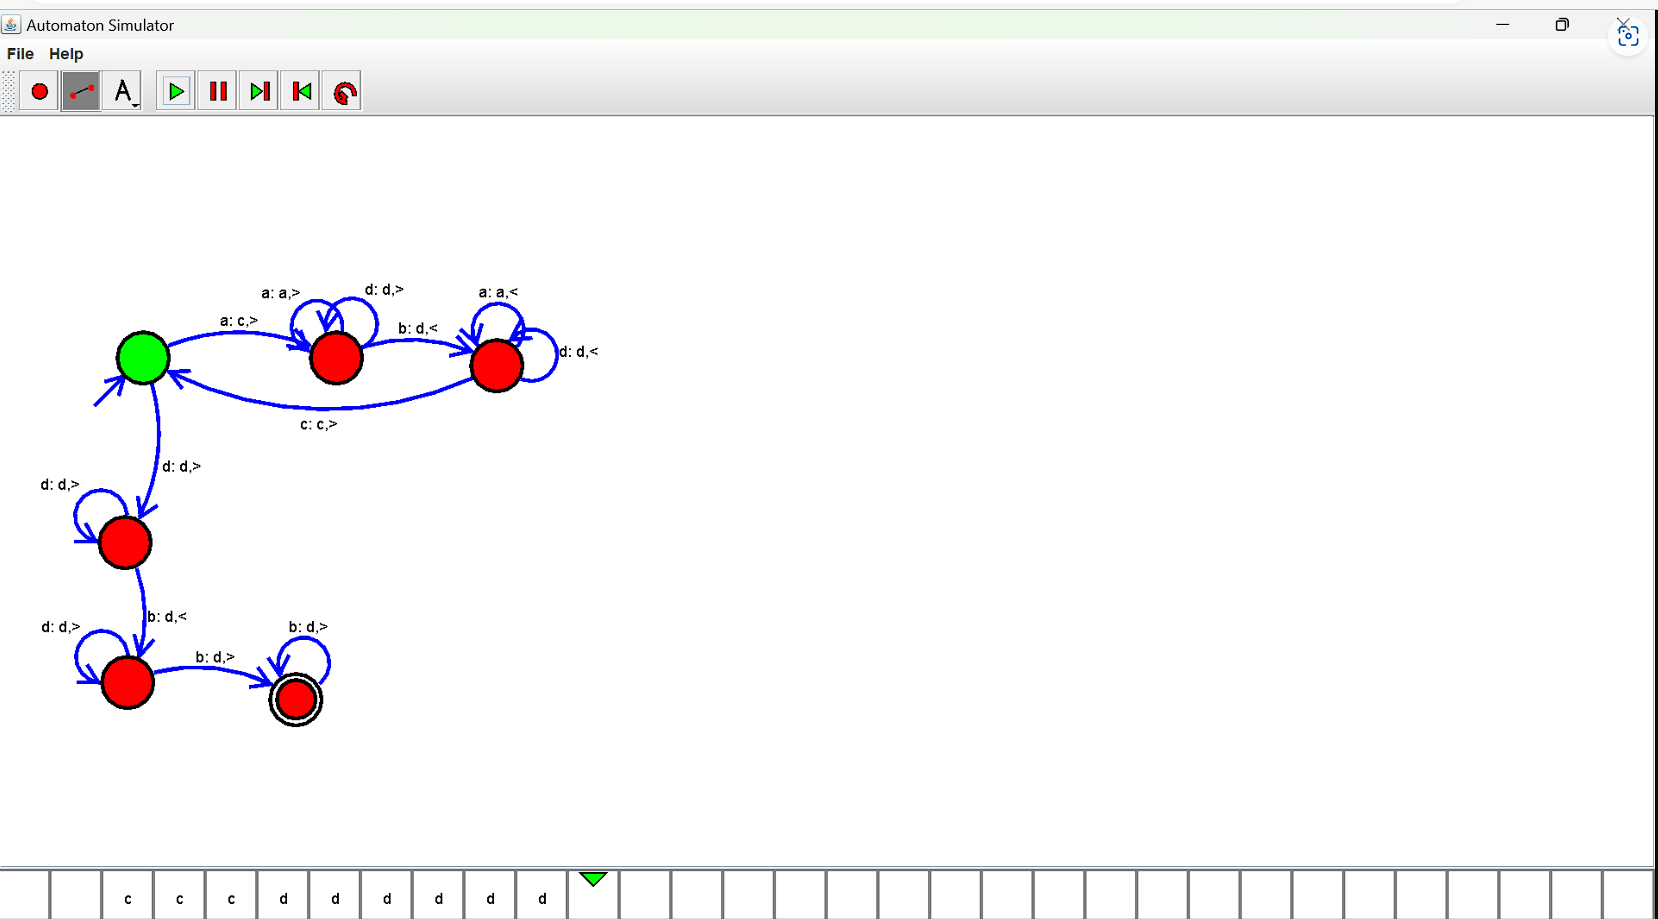 Automaton Simulator
File Help
A
a: a,>
d: d,>
a: a,<
a: c,>
b: d,<
d: d,<
c: c,>
d: d,>
d: d,>
b: d,<
d: d,>
b: d,>
b: d,>
c c c d d d d d d